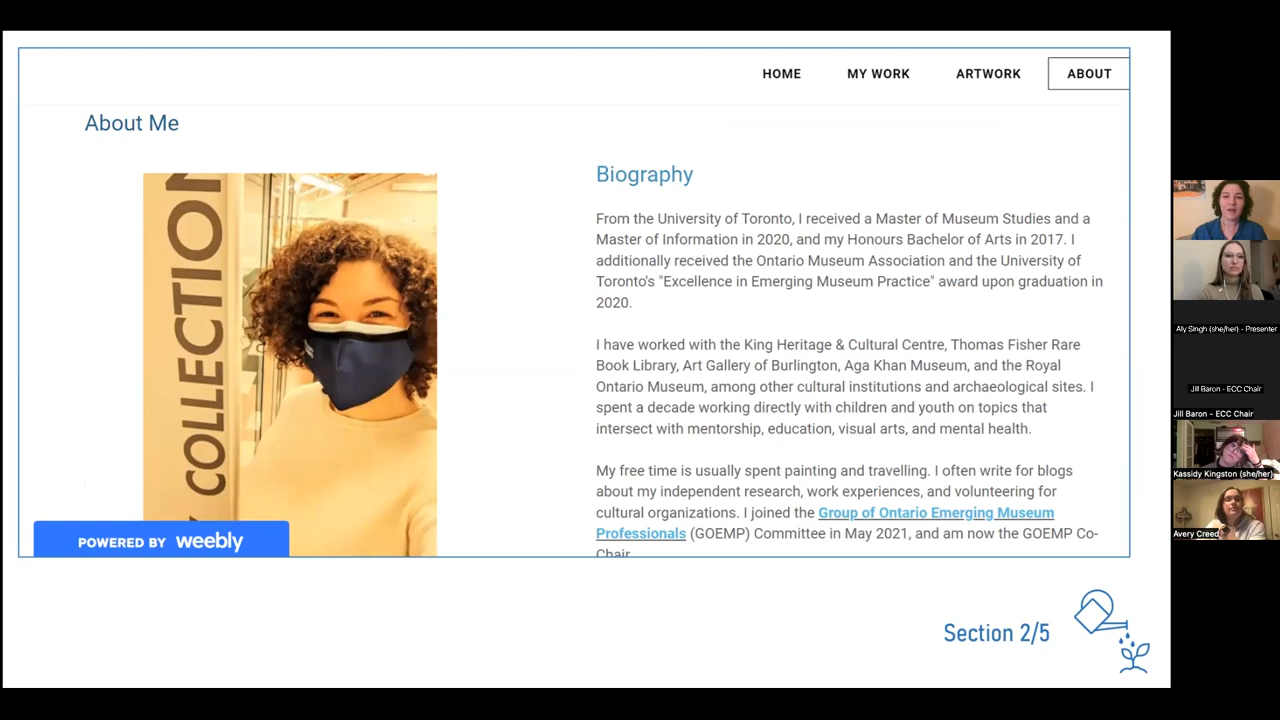 HOME MY WORK ARTWORK ABOUT
About Me
COLLECTION
Biography
From the University of Toronto, I received a Master of Museum Studies and a
Master of Information in 2020, and my Honours Bachelor of Arts in 2017. I
additionally received the Ontario Museum Association and the University of
Toronto's "Excellence in Emerging Museum Practice" award upon graduation in
2020.
I have worked with the King Heritage & Cultural Centre, Thomas Fisher Rare
Book Library, Art Gallery of Burlington, Aga Khan Museum, and the Royal
Ontario Museum, among other cultural institutions and archaeological sites. I
spent a decade working directly with children and youth on topics that
intersect with mentorship, education, visual arts, and mental health.
My free time is usually spent painting and travelling. I often write for blogs
about my independent research, work experiences, and volunteering for
cultural organizations. I joined the Group of Ontario Emerging Museum
Professionals (GOEMP) Committee in May 2021, and am now the GOEMP Co-
Chair
POWERED BY weebly
Section 2/5
Aly Singh (she/her) - Presenter
Jill Baron - ECC Chair
Jill Baron - ECC Chair
Kassidy Kingston (she/her)
Avery Creed